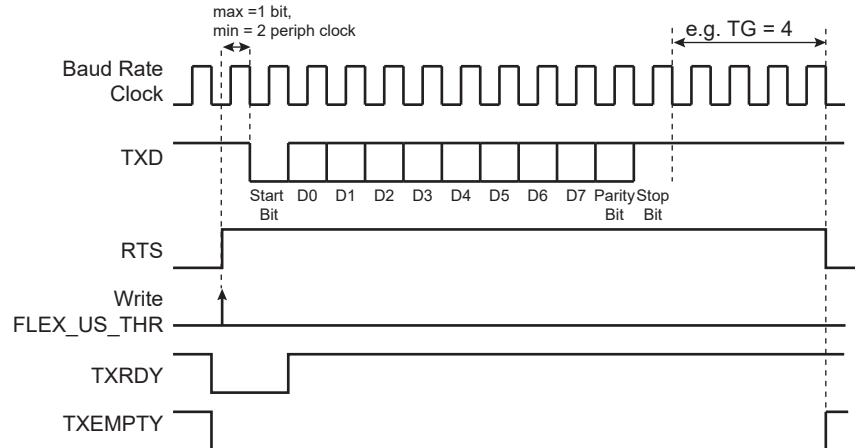 max =1 bit,
min = 2 periph clock
e.g. TG = 4
Baud Rate
Clock
TXD
Start D0 D1 D2 D3 D4 D5 D6 D7 Parity Stop
Bit Bit Bit
RTS
Write
FLEX_US_THR
TXRDY
TXEMPTY